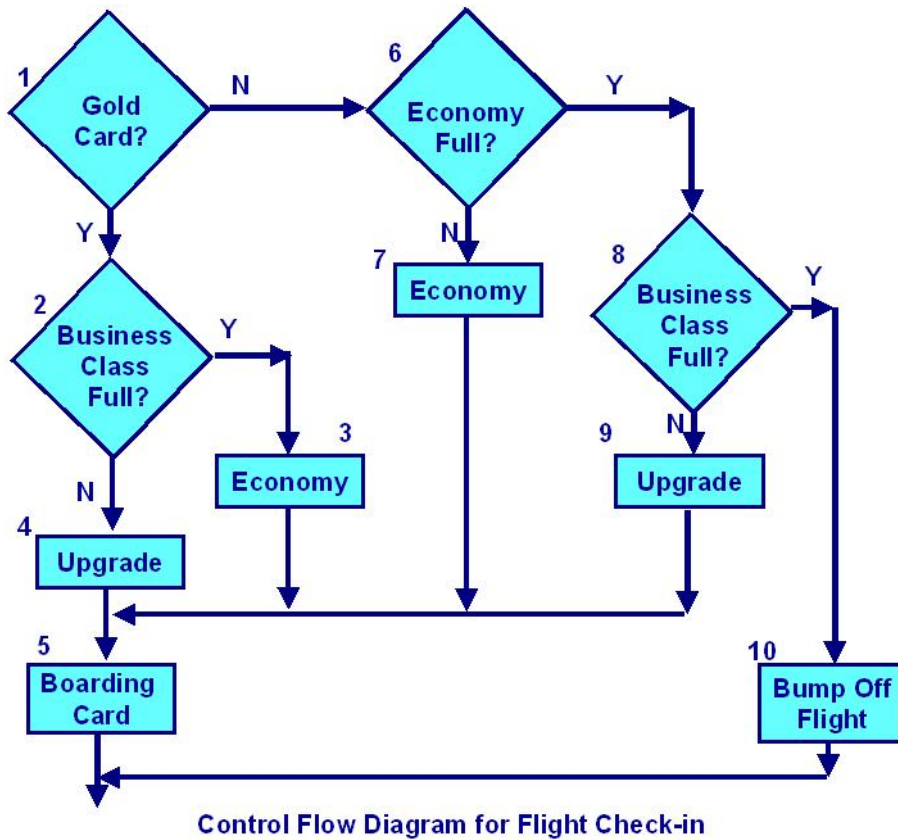 1
Gold
Card?
N
6
Economy
Full?
Y
Y
N
2
Business
Class
Full?
Y
7
Economy
8
Business
Class
Full?
Y
N
3
Economy
N
9
Upgrade
4
Upgrade
5
Boarding
Card
10
Bump Off
Flight
Control Flow Diagram for Flight Check-in